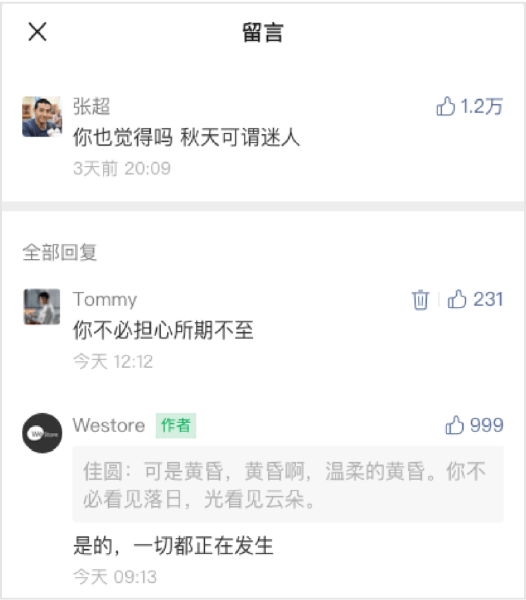 留言
张超
1.2万
你也觉得吗 秋天可谓迷人
3天前 20:09
全部回复
Tommy
231
你不必担心所期不至
今天 12:12
WeStore
Westore 作者
999
佳圆：可是黄昏，黄昏啊，温柔的黄昏。你不
必看见落日，光看见云朵。
是的，一切都正在发生
今天 09:13